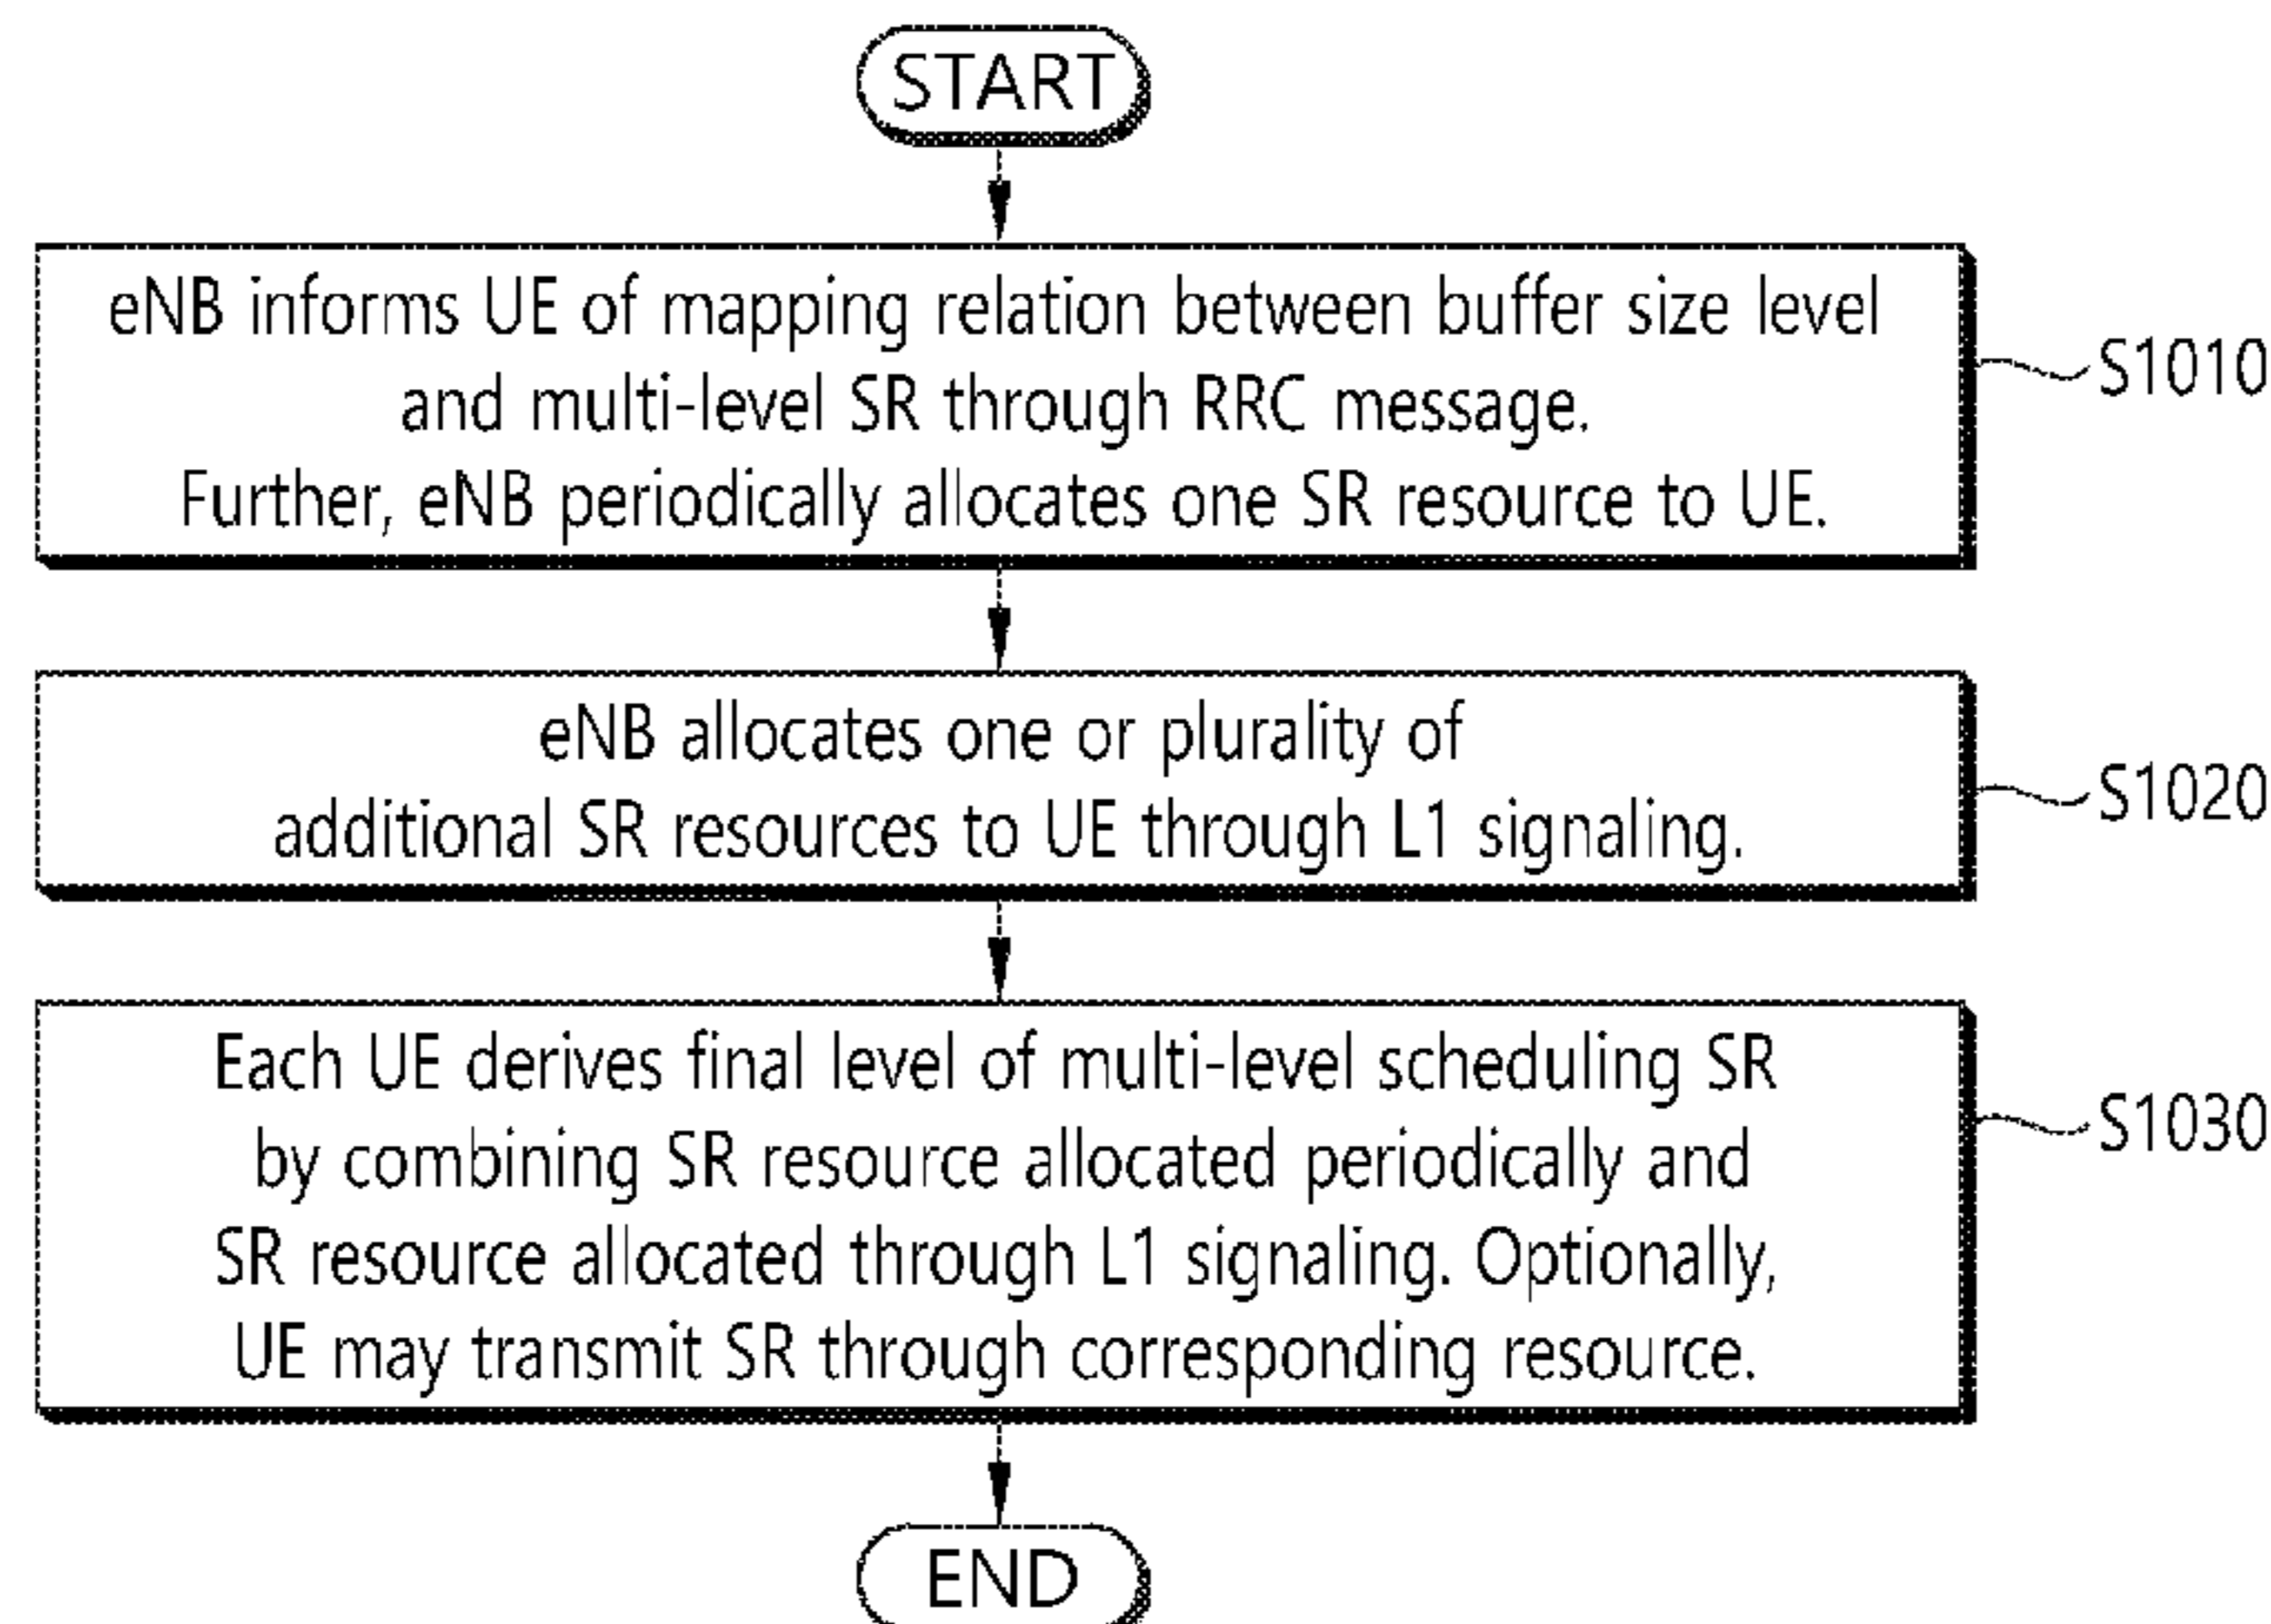 START
eNB informs UE of mapping relation between buffer size level
and multi-level SR through RRC message.
Further, eNB periodically allocates one SR resource to UE.
S1010
eNB allocates one or plurality of
additional SR resources to UE through L1 signaling.
S1020
Each UE derives final level of multi-level scheduling SR
by combining SR resource allocated periodically and
SR resource allocated through L1 signaling. Optionally,
UE may transmit SR through corresponding resource.
S1030
END